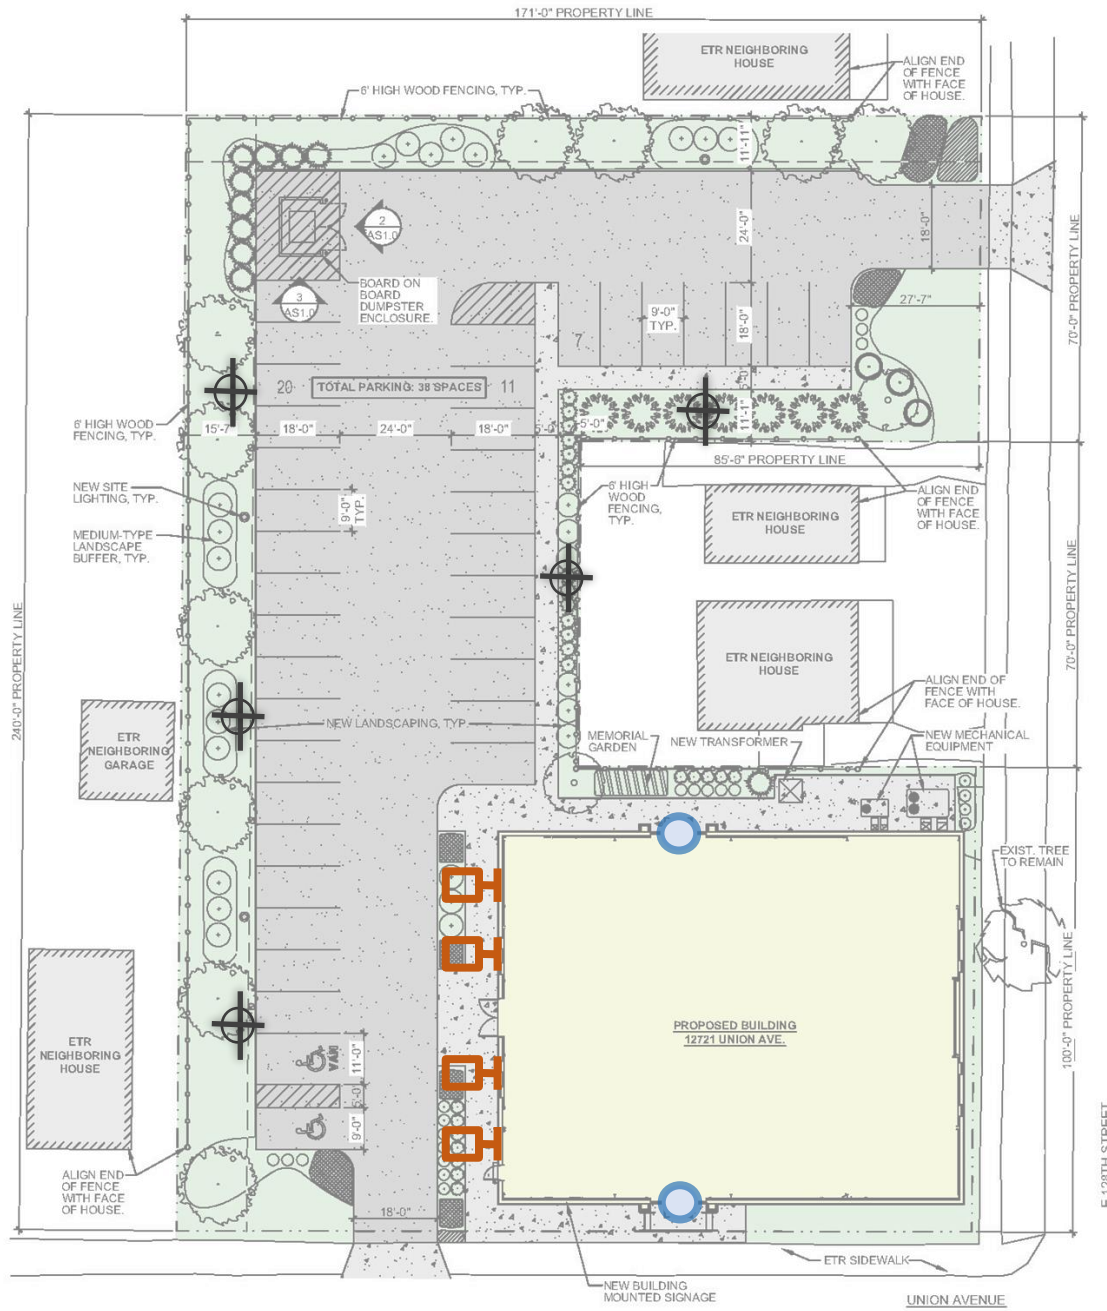 171'-0" PROPERTY LINE
ETR NEIGHBORING
HOUSE
ALIGN END
OF FENCE
WITH FACE
OF HOUSE.
6' HIGH WOOD FENCING, TYP.
11'-11"
2
AS1.0
24'-0"
18'-0"
70'-0" PROPERTY LINE
BOARD ON
BOARD
DUMPSTER
ENCLOSURE.
3
AS1.0
27'-7"
9'-0"
TYP.
18'-0"
7
20
TOTAL PARKING: 38 SPACES
11
5'-0"
6' HIGH WOOD
FENCING, TYP.
15'-7"
18'-0"
24'-0"
18'-0"
5'-0"
5'-0"
11'-1"
85'-6" PROPERTY LINE
NEW SITE
LIGHTING, TYP.
9'-0"
TYP.
6' HIGH
WOOD
FENCING,
TYP.
ALIGN END
OF FENCE
WITH FACE
OF HOUSE.
ETR NEIGHBORING
HOUSE
MEDIUM-TYPE
LANDSCAPE
BUFFER, TYP.
240'-0" PROPERTY LINE
70'-0" PROPERTY LINE
ETR NEIGHBORING
HOUSE
ALIGN END OF
FENCE WITH
FACE OF HOUSE.
ETR
NEIGHBORING
GARAGE
NEW LANDSCAPING, TYP.
MEMORIAL
GARDEN
NEW TRANSFORMER
NEW MECHANICAL
EQUIPMENT
EXIST. TREE
TO REMAIN
100'-0" PROPERTY LINE
PROPOSED BUILDING
12721 UNION AVE.
ETR
NEIGHBORING
HOUSE
VAN
11'-0"
5'-0"
9'-0"
ALIGN END
OF FENCE
WITH FACE
OF HOUSE.
18'-0"
E 128TH STREET
ETR SIDEWALK
NEW BUILDING
MOUNTED SIGNAGE
UNION AVENUE